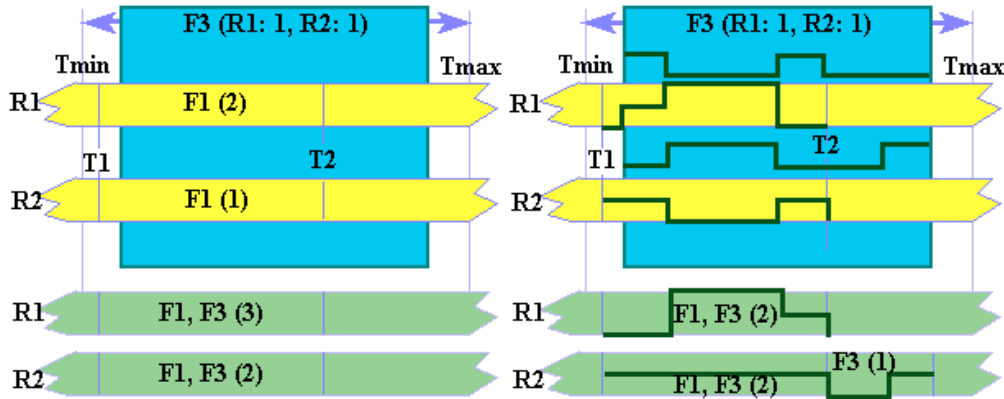 F3 (R1: 1, R2: 1)
Tmin
Tmax
R1
F1 (2)
T1
T2
R2
F1 (1)
R1
F1, F3 (3)
R2
F1, F3 (2)
F3 (R1: 1, R2: 1)
Tmin
Tmax
R1
T1
T2
R2
R1
F1, F3 (2)
F3 (1)
R2
F1, F3 (2)